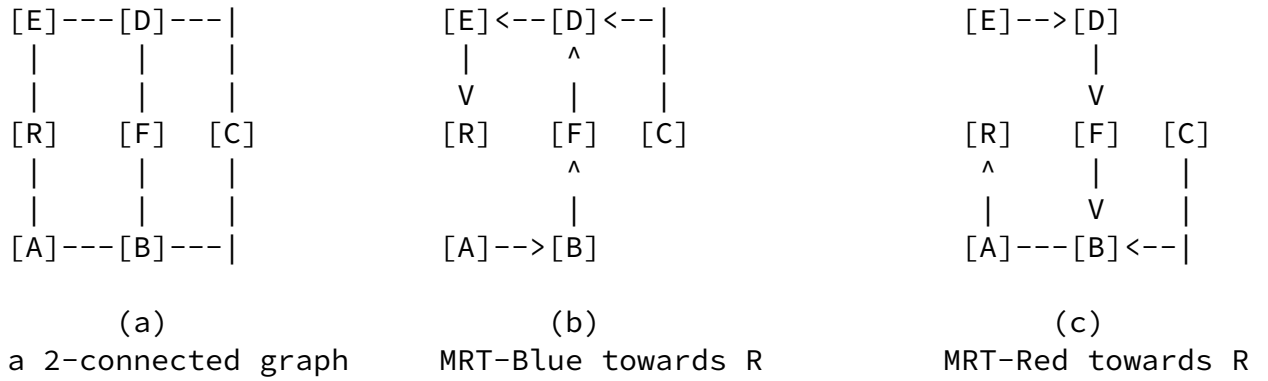 [E]---[D]---|   [E]<--[D]<--|   [E]-->[D]
|   |   |   |   ^   |   |
|   |   |   V   |   |   V
[R]   [F]   [C]   [R]   [F]   [C]   [R]   [F]   [C]
|   |   |   ^   ^   |   |
|   |   |   |   |   V   |
[A]---[B]---|   [A]-->[B]   [A]---[B]<--|
(a)   (b)   (c)
a 2-connected graph   MRT-Blue towards R   MRT-Red towards R